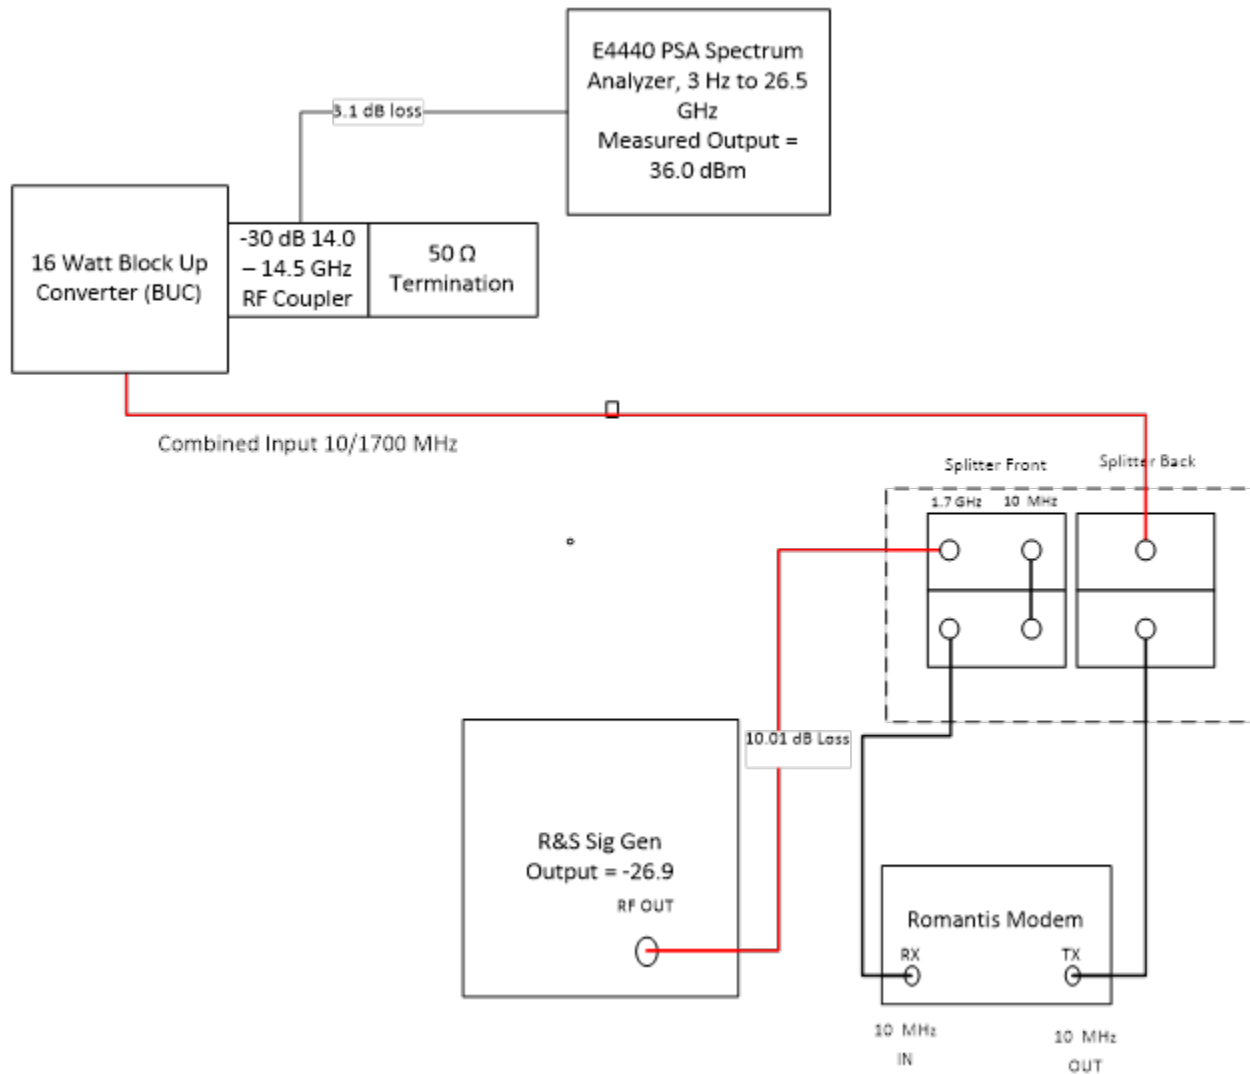 E4440 PSA Spectrum
Analyzer, 3 Hz to 26.5
GHz
Measured Output =
36.0 dBm
3.1 dB loss
16 Watt Block Up
Converter (BUC)
-30 dB 14.0
– 14.5 GHz
RF Coupler
50 Ω
Termination
Combined Input 10/1700 MHz
Splitter Front
Splitter Back
1.7 GHz
10 MHz
10.01 dB Loss
R&S Sig Gen
Output = -26.9
RF OUT
Romantis Modem
RX
TX
10 MHz
IN
10 MHz
OUT